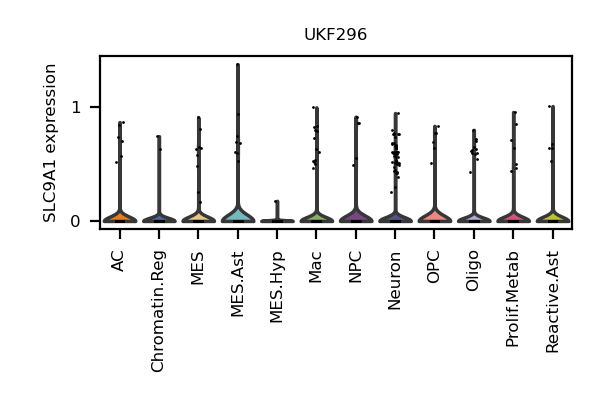 UKF296
SLC9A1 expression
1
0
AC
Chromatin.Reg
MES
MES.Ast
MES.Hyp
Mac
NPC
Neuron
OPC
Oligo
Prolif.Metab
Reactive.Ast